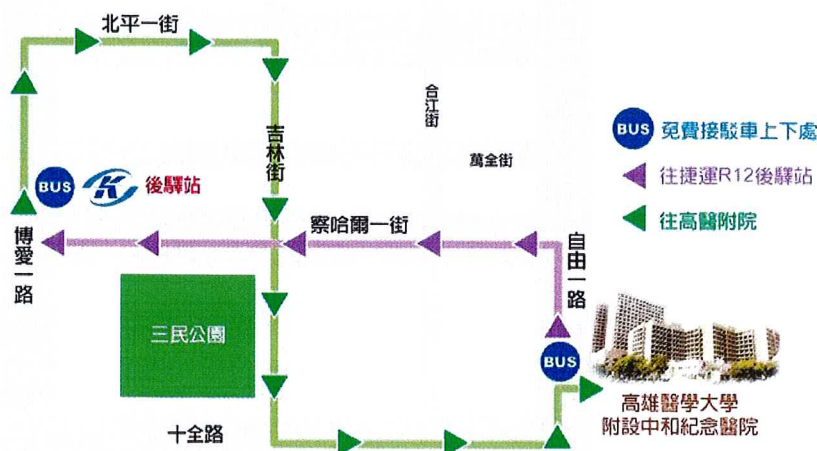 北平一街
合江街
吉林街
萬全街
BUS 免費接駁車上下處
往捷運R12後驛站
往高醫附院
BUS
K
後驛站
博愛一路
察哈爾一街
自由一路
三民公園
BUS
十全路
高雄醫學大學
附設中和紀念醫院